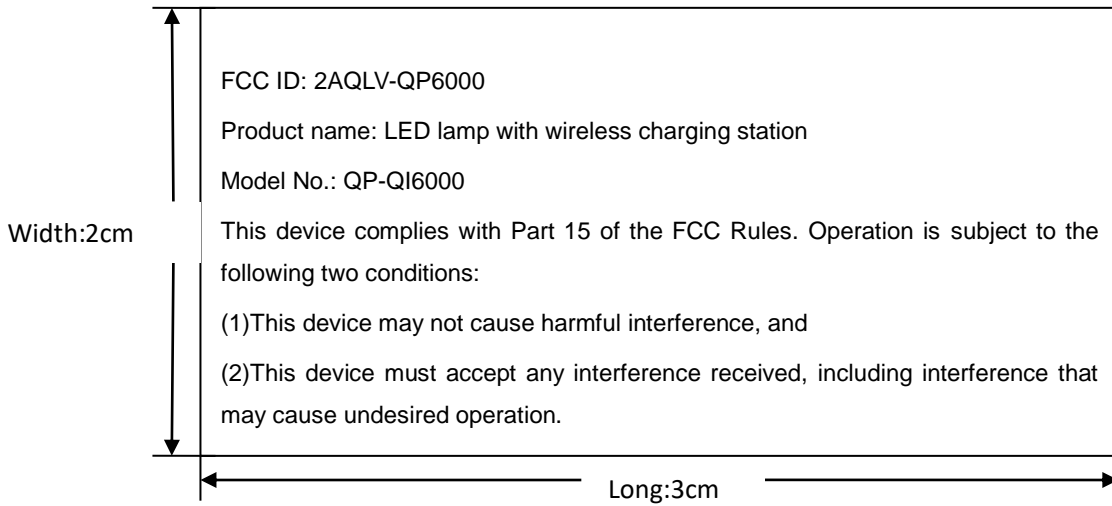 FCC ID: 2AQLV-QP6000
Product name: LED lamp with wireless charging station
Model No.: QP-QI6000
Width:2cm
This device complies with Part 15 of the FCC Rules. Operation is subject to the
following two conditions:
(1)This device may not cause harmful interference, and
(2)This device must accept any interference received, including interference that
may cause undesired operation.
Long:3cm